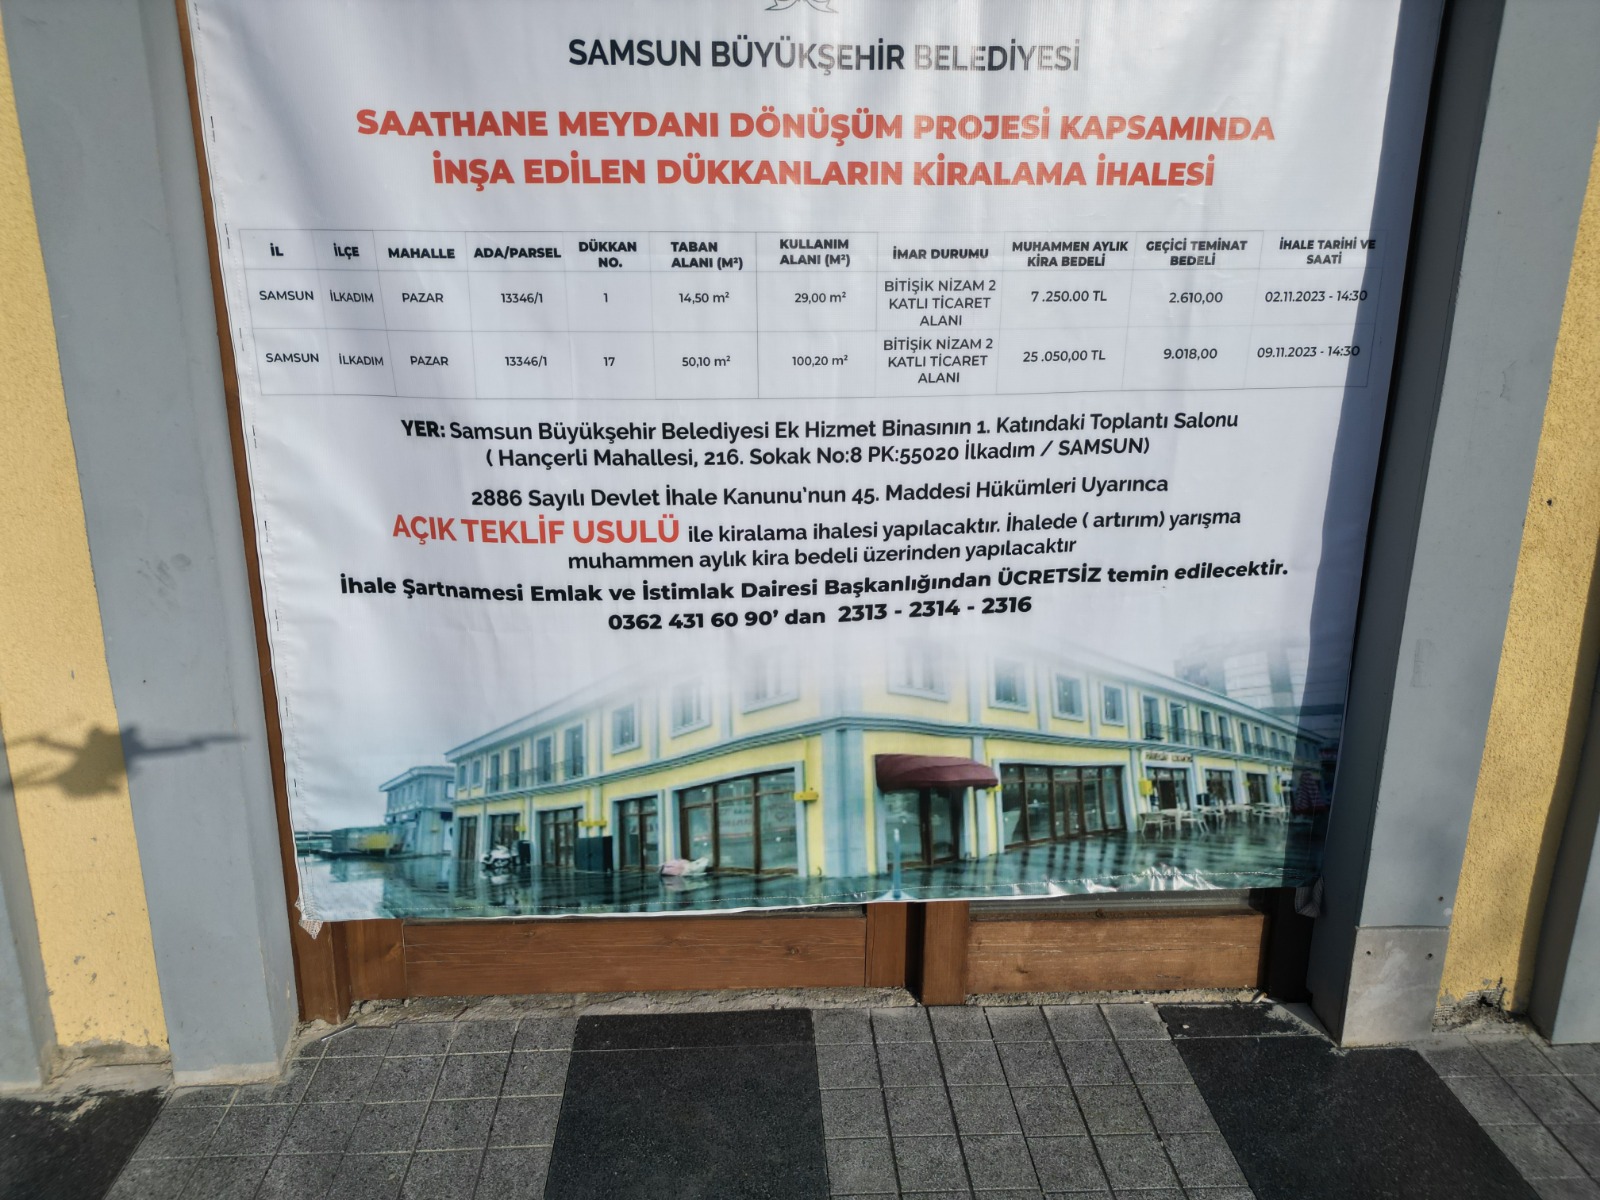 SAMSUN BÜYÜKŞEHİR BELEDİYESİ
SAATHANE MEYDANI DÖNÜŞÜM PROJESİ KAPSAMINDA
İNŞA EDİLEN DÜKKANLARIN KİRALAMA İHALESİ
İL İLÇE MAHALLE ADA/PARSEL DÜKKAN NO. TABAN ALANI (M²) KULLANIM ALANI (M²) İMAR DURUMU MUHAMMEN AYLIK KİRA BEDELİ GEÇİCİ TEMİNAT BEDELİ İHALE TARİHİ VE SAATİ
SAMSUN İLKADIM PAZAR 13346/1 1 14,50 m² 29,00 m² BİTİŞİK NİZAM 2 KATLI TİCARET ALANI 7 .250.00 TL 2.610,00 02.11.2023 - 14:30
SAMSUN İLKADIM PAZAR 13346/1 17 50,10 m² 100,20 m² BİTİŞİK NİZAM 2 KATLI TİCARET ALANI 25 .050,00 TL 9.018,00 09.11.2023 - 14:30
YER: Samsun Büyükşehir Belediyesi Ek Hizmet Binasının 1. Katındaki Toplantı Salonu
( Hançerli Mahallesi, 216. Sokak No:8 PK:55020 İlkadım / SAMSUN)
2886 Sayılı Devlet İhale Kanunu'nun 45. Maddesi Hükümleri Uyarınca
AÇIK TEKLİF USULÜ ile kiralama ihalesi yapılacaktır. İhalede ( artırım) yarışma
muhammen aylık kira bedeli üzerinden yapılacaktır
İhale Şartnamesi Emlak ve İstimlak Dairesi Başkanlığından ÜCRETSİZ temin edilecektir.
0362 431 60 90' dan 2313 - 2314 - 2316